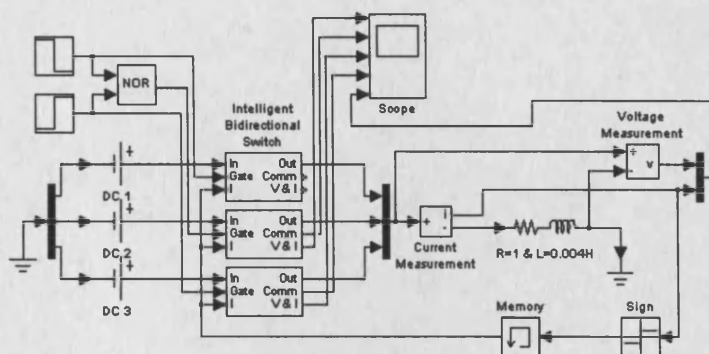 NOR
Intelligent
Bidirectional
Switch
Scope
Voltage
Measurement
+
v
-
In Out
Gate Comm
I V & I
In Out
Gate Comm
I V & I
In Out
Gate Comm
I V & I
+
DC 1
+
DC 2
+
DC 3
+ i
-
Current
Measurement
R=1 & L=0.004H
Memory
Sign